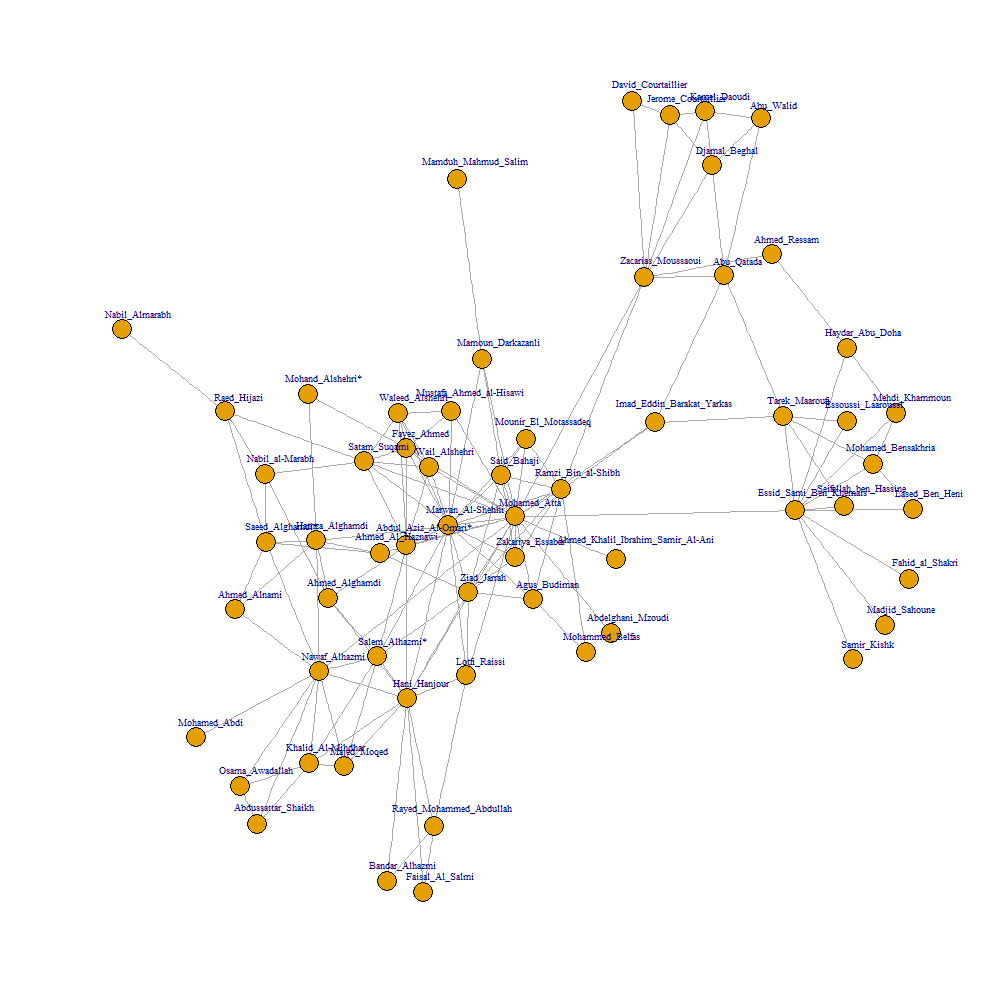 David_Courtaillier
Jerome_Courtaillier
Kamel_Daoudi
Abu_Walid
Djamal_Beghal
Mamduh_Mahmud_Salim
Ahmed_Ressam
Zacarias_Moussaoui
Abu_Qatada
Nabil_Almarabh
Haydar_Abu_Doha
Mamoun_Darkazanli
Mohand_Alshehri*
Raed_Hijazi
Waleed_Alshehri
Mustafa_Ahmed_al-Hisawi
Mounir_El_Motassadeq
Imad_Eddin_Barakat_Yarkas
Tarek_Maaroufi
Essoussi_Laaroussi
Mehdi_Khammoun
Fayez_Ahmed
Satam_Suqami
Wail_Alshehri
Nabil_al-Marabh
Said_Bahaji
Ramzi_Bin_al-Shibh
Mohamed_Bensakhria
Essid_Sami_Ben_Khemais
Seifallah_ben_Hassine
Lased_Ben_Heni
Mohamed_Atta
Marwan_Al-Shehhi
Saeed_Alghamdi*
Hamza_Alghamdi
Abdul_Aziz_Al-Omari*
Ahmed_Al_Haznawi
Zakariya_Essabar
Ahmed_Khalil_Ibrahim_Samir_Al-Ani
Fahid_al_Shakri
Ahmed_Alnami
Ahmed_Alghamdi
Ziad_Jarrah
Agus_Budiman
Madjid_Sahoune
Abdelghani_Mzoudi
Mohammed_Belfas
Samir_Kishk
Salem_Alhazmi*
Nawaf_Alhazmi
Lotfi_Raissi
Hani_Hanjour
Mohamed_Abdi
Khalid_Al-Mihdhar
Majed_Moqed
Osama_Awadallah
Abdussattar_Shaikh
Rayed_Mohammed_Abdullah
Bandar_Alhazmi
Faisal_Al_Salmi